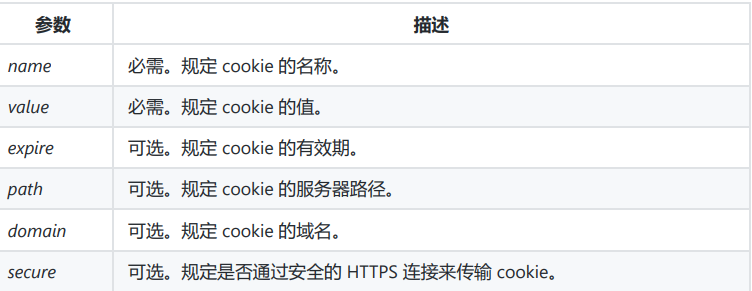 参数 描述
name 必需。规定 cookie 的名称。
value 必需。规定 cookie 的值。
expire 可选。规定 cookie 的有效期。
path 可选。规定 cookie 的服务器路径。
domain 可选。规定 cookie 的域名。
secure 可选。规定是否通过安全的 HTTPS 连接来传输 cookie。